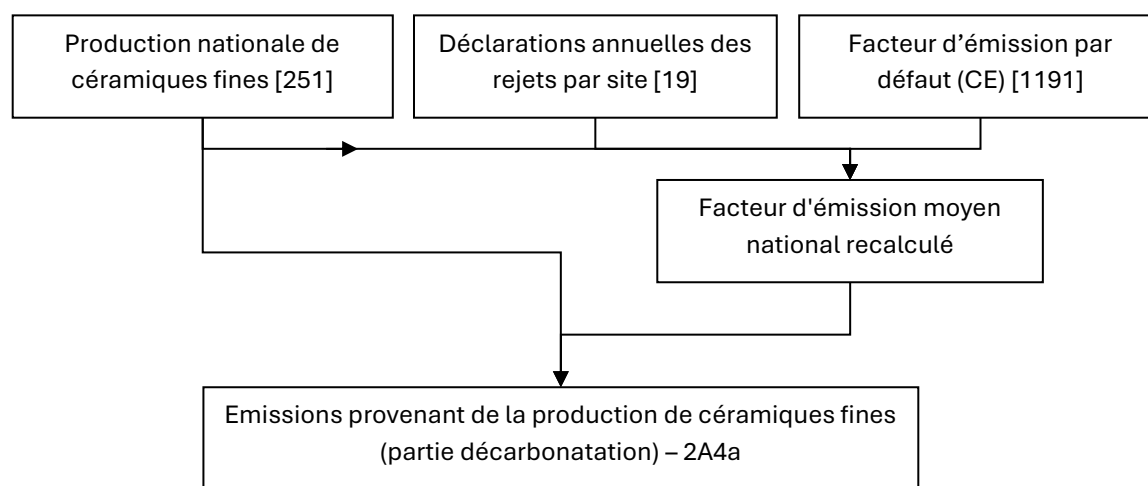 Production nationale de
céramiques fines [251]
Déclarations annuelles des
rejets par site [19]
Facteur d’émission par
défaut (CE) [1191]
Facteur d'émission moyen
national recalculé
Emissions provenant de la production de céramiques fines
(partie décarbonatation) – 2A4a